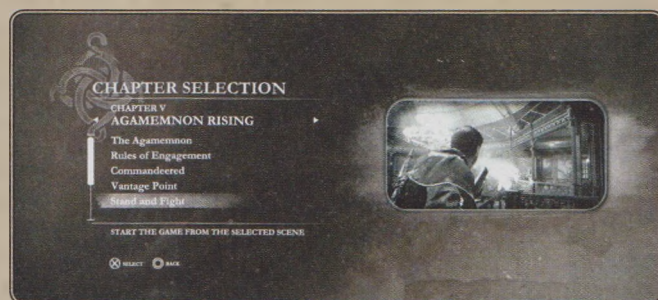 CHAPTER SELECTION
CHAPTER V
AGAMEMNON RISING
The Agamemnon
Rules of Engagement
Commandeered
Vantage Point
Stand and Fight
START THE GAME FROM THE SELECTED SCENE
SELECT BACK